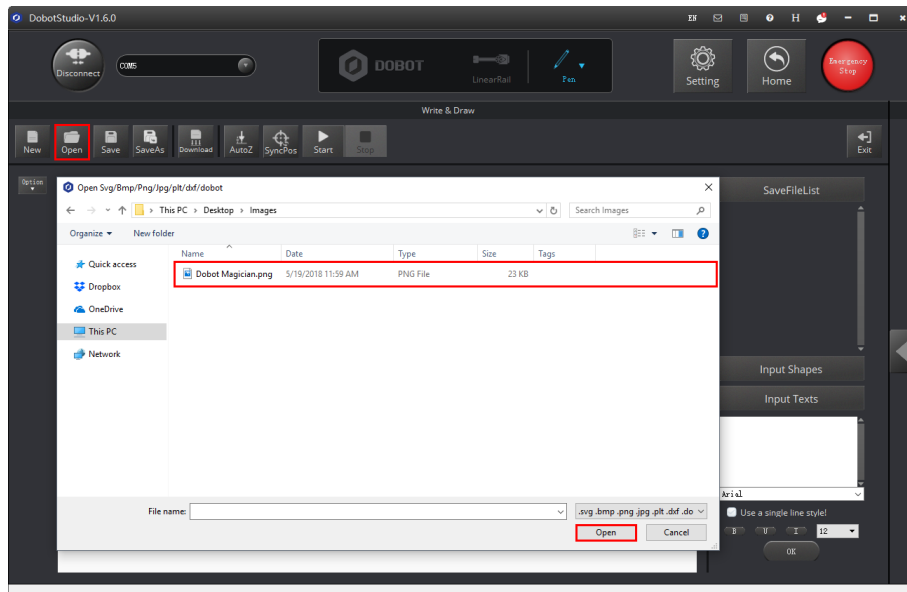 DobotStudio-V1.6.0 EN H
Disconnect COM5 DOBOT LinearRail Pen Setting Home Emergency Stop
Write & Draw
New Open Save SaveAs Download AutoZ SyncPos Start Stop Exit
Option
Open Svg/Bmp/Png/Jpg/plt/dxf/dobot
SaveFileList
This PC > Desktop > Images Search Images
Organize New folder
Name Date Type Size Tags
Quick access
Dobot Magician.png 5/19/2018 11:59 AM PNG File 23 KB
Dropbox
OneDrive
This PC
Network
Input Shapes
Input Texts
Arial
File name: .svg .bmp .png .jpg .plt .dxf .do
Use a single line style!
Open Cancel
B U I 12
OK